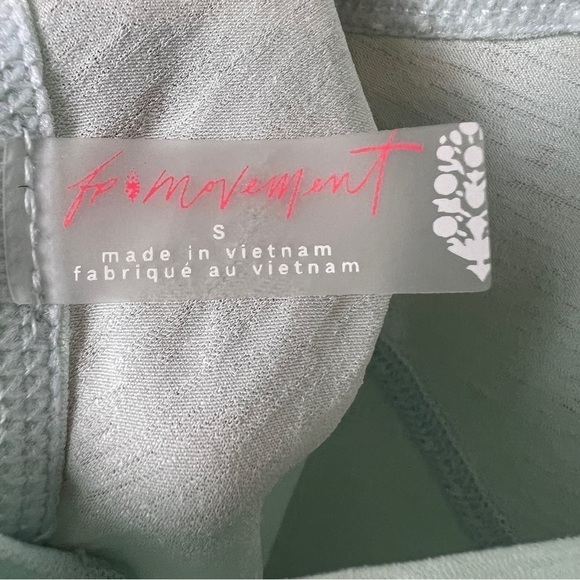 fp movement
S
made in vietnam
fabriqué au vietnam